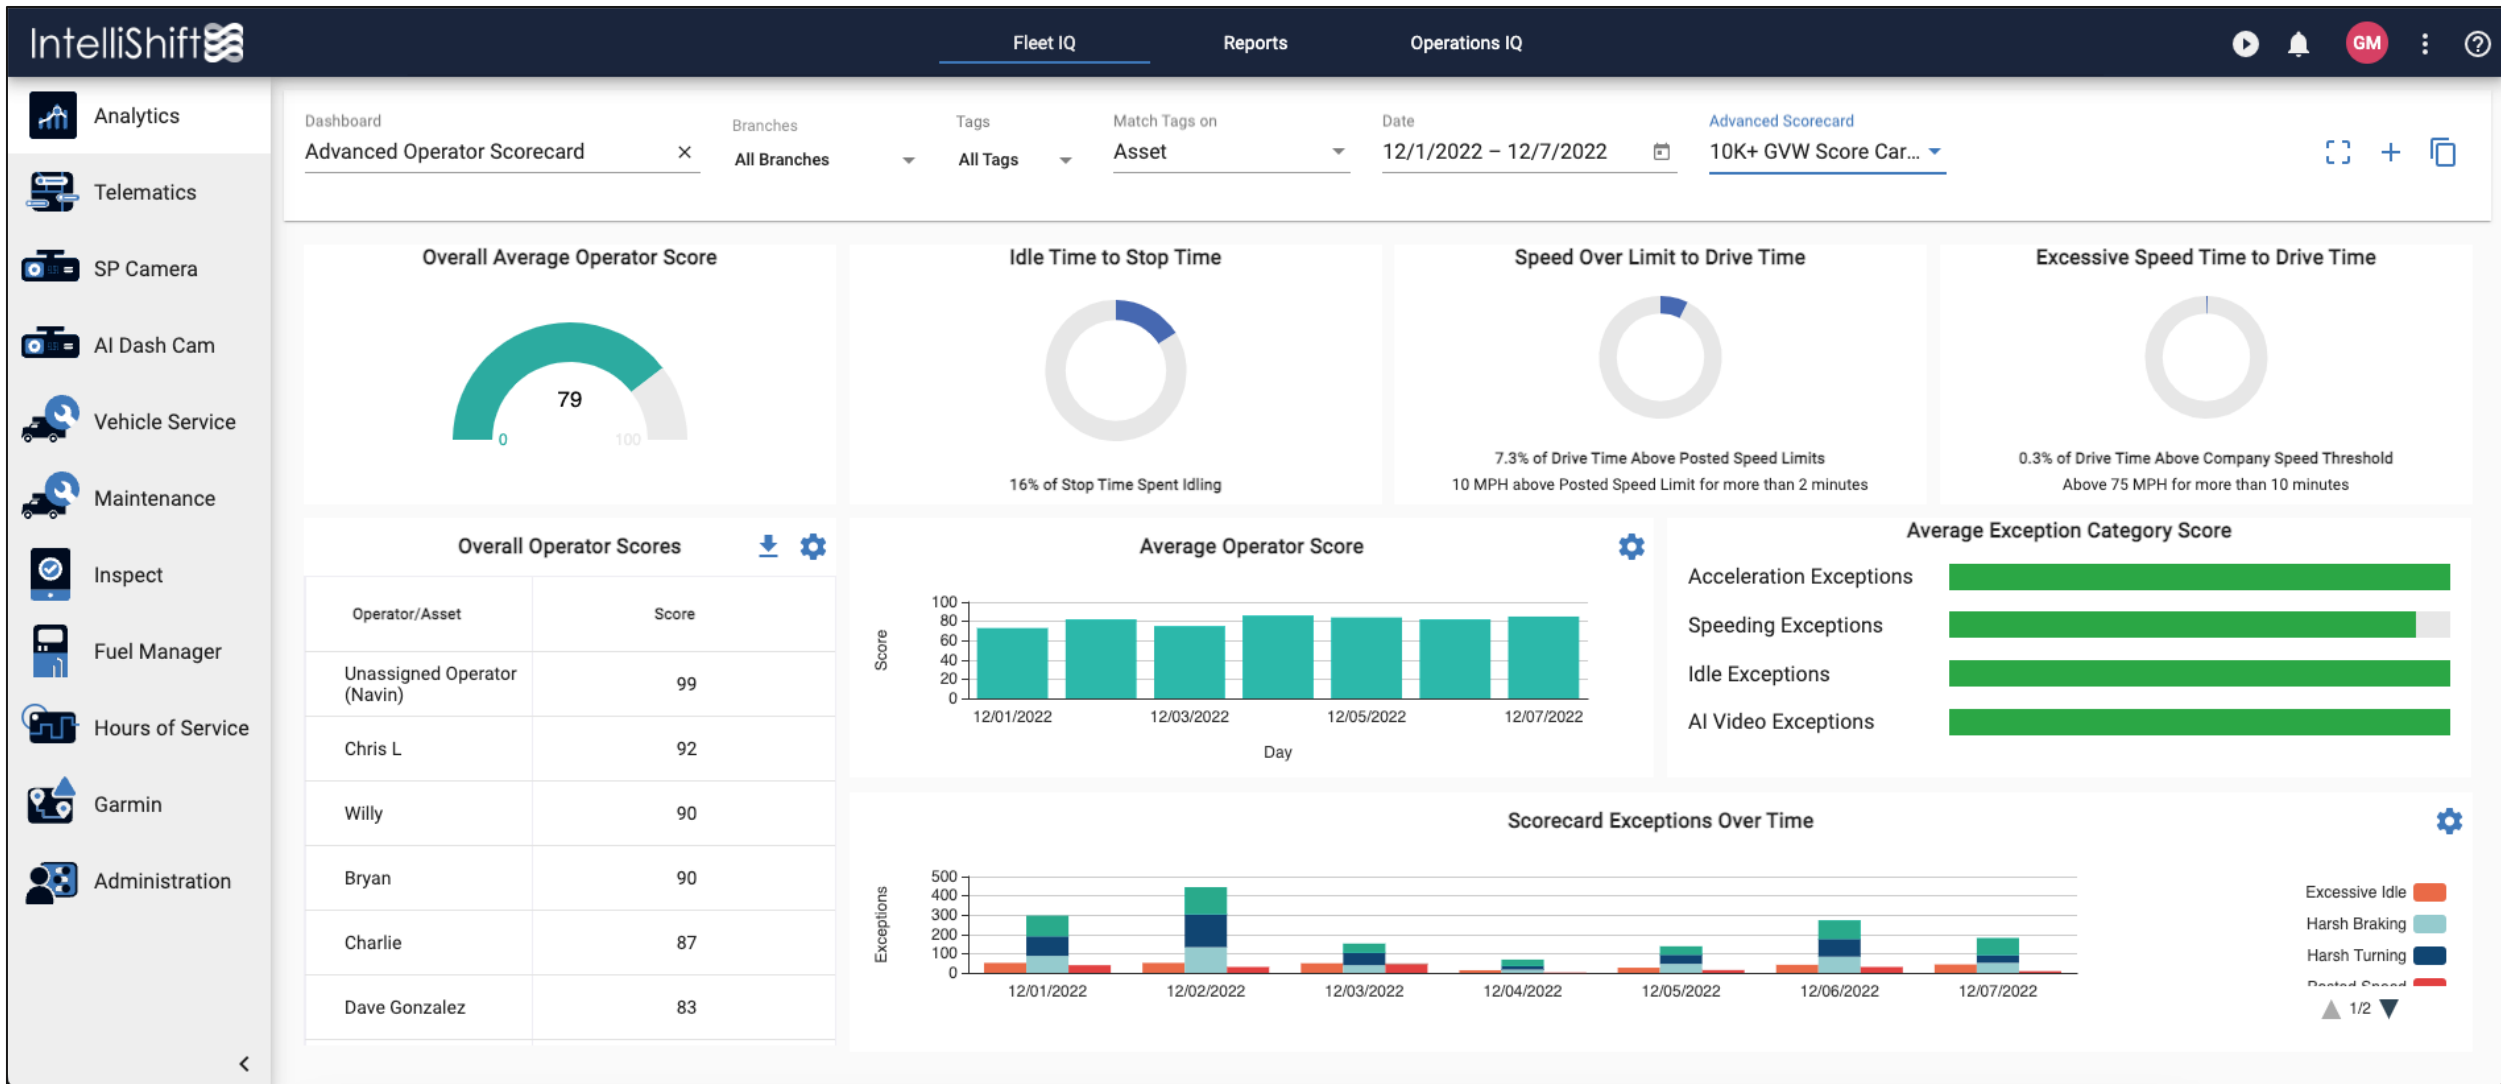 IntelliShift
Fleet IQ
Reports
Operations IQ
GM
Analytics
Telematics
SP Camera
AI Dash Cam
Vehicle Service
Maintenance
Inspect
Fuel Manager
Hours of Service
Garmin
Administration
Dashboard
Advanced Operator Scorecard
Branches
All Branches
Tags
All Tags
Match Tags on
Asset
Date
12/1/2022 – 12/7/2022
Advanced Scorecard
10K+ GVW Score Car...
Overall Average Operator Score
79
0
100
Idle Time to Stop Time
16% of Stop Time Spent Idling
Speed Over Limit to Drive Time
7.3% of Drive Time Above Posted Speed Limits
10 MPH above Posted Speed Limit for more than 2 minutes
Excessive Speed Time to Drive Time
0.3% of Drive Time Above Company Speed Threshold
Above 75 MPH for more than 10 minutes
Overall Operator Scores
Operator/Asset Score
Unassigned Operator
(Navin)
99
Chris L 92
Willy 90
Bryan 90
Charlie 87
Dave Gonzalez 83
Average Operator Score
Score
100
80
60
40
20
0
12/01/2022 12/03/2022 12/05/2022 12/07/2022
Day
Average Exception Category Score
Acceleration Exceptions
Speeding Exceptions
Idle Exceptions
AI Video Exceptions
Scorecard Exceptions Over Time
Exceptions
500
400
300
200
100
0
12/01/2022 12/02/2022 12/03/2022 12/04/2022 12/05/2022 12/06/2022 12/07/2022
Excessive Idle
Harsh Braking
Harsh Turning
Posted Speed
1/2